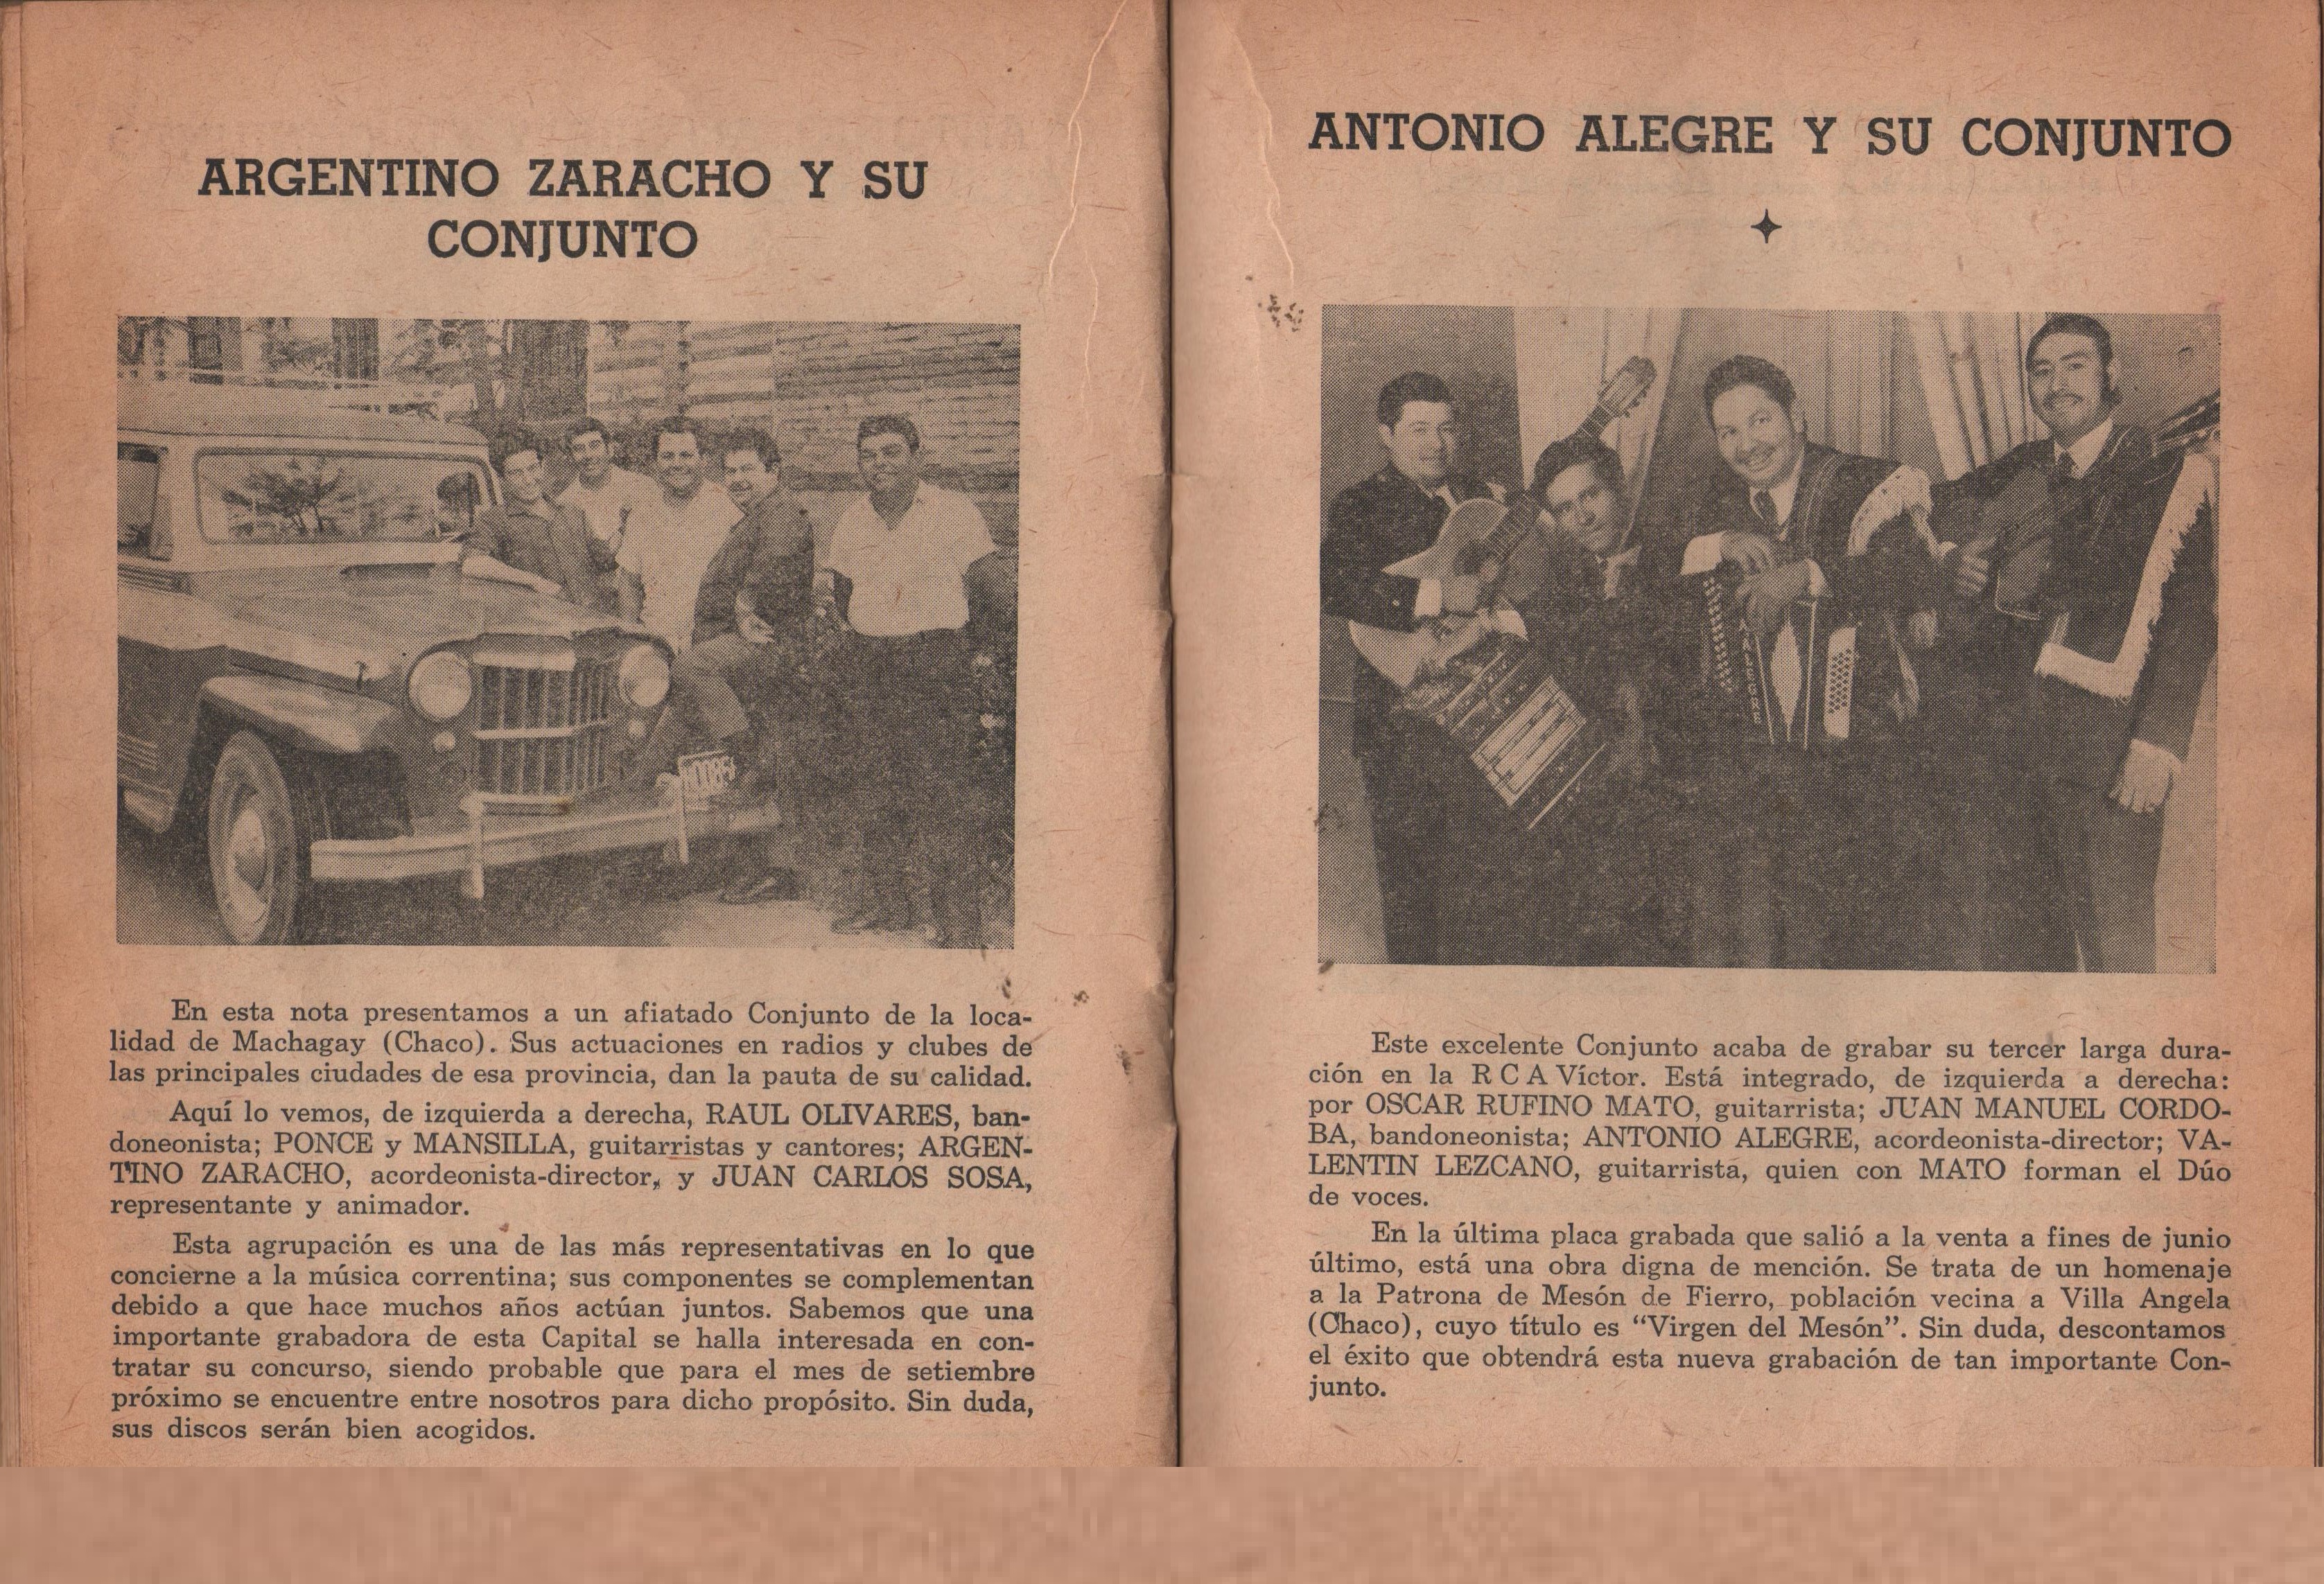 ARGENTINO ZARACHO Y SU
CONJUNTO
En esta nota presentamos a un afiatado Conjunto de la loca-
lidad de Machagay (Chaco). Sus actuaciones en radios y clubes de
las principales ciudades de esa provincia, dan la pauta de su calidad.
Aquí lo vemos, de izquierda a derecha, RAUL OLIVARES, ban-
doneonista; PONCE y MANSILLA, guitarristas y cantores; ARGEN-
TINO ZARACHO, acordeonista-director, y JUAN CARLOS SOSA,
representante y animador.
Esta agrupación es una de las más representativas en lo que
concierne a la música correntina; sus componentes se complementan
debido a que hace muchos años actúan juntos. Sabemos que una
importante grabadora de esta Capital se halla interesada en con-
tratar su concurso, siendo probable que para el mes de setiembre
próximo se encuentre entre nosotros para dicho propósito. Sin duda,
sus discos serán bien acogidos.
ANTONIO ALEGRE Y SU CONJUNTO
ALEGRE
Este excelente Conjunto acaba de grabar su tercer larga dura-
ción en la R C A Víctor. Está integrado, de izquierda a derecha:
por OSCAR RUFINO MATO, guitarrista; JUAN MANUEL CORDO-
BA, bandoneonista; ANTONIO ALEGRE, acordeonista-director; VA-
LENTIN LEZCANO, guitarrista, quien con MATO forman el Dúo
de voces.
En la última placa grabada que salió a la venta a fines de junio
último, está una obra digna de mención. Se trata de un homenaje
a la Patrona de Mesón de Fierro, población vecina a Villa Angela
(Chaco), cuyo título es “Virgen del Mesón”. Sin duda, descontamos
el éxito que obtendrá esta nueva grabación de tan importante Con-
junto.